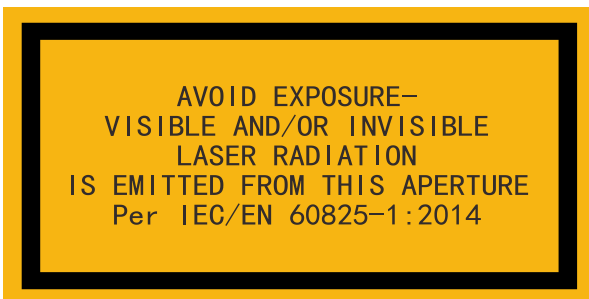 AVOID EXPOSURE-
VISIBLE AND/OR INVISIBLE
LASER RADIATION
IS EMITTED FROM THIS APERTURE
Per IEC/EN 60825-1:2014